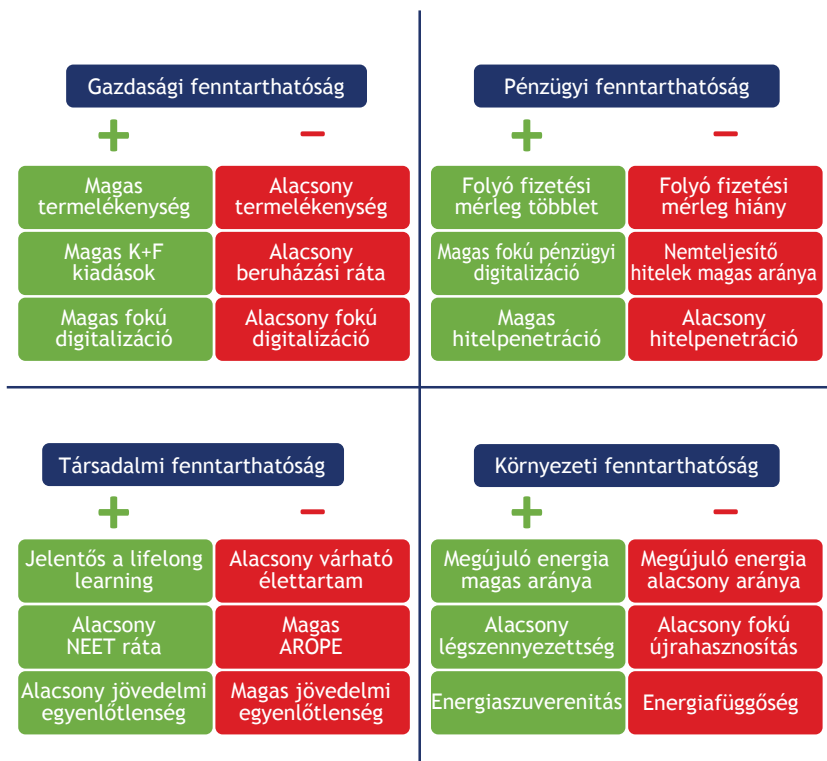 Gazdasági fenntarthatóság
+
−
Magas
termelékenység
Alacsony
termelékenység
Magas K+F
kiadások
Alacsony
beruházási ráta
Magas fokú
digitalizáció
Alacsony fokú
digitalizáció
Pénzügyi fenntarthatóság
+
−
Folyó fizetési
mérleg többlet
Folyó fizetési
mérleg hiány
Magas fokú pénzügyi
digitalizáció
Nemteljesítő
hitelek magas aránya
Magas
hitelpenetráció
Alacsony
hitelpenetráció
Társadalmi fenntarthatóság
+
−
Jelentős a lifelong
learning
Alacsony várható
élettartam
Alacsony
NEET ráta
Magas
AROPE
Alacsony jövedelmi
egyenlőtlenség
Magas jövedelmi
egyenlőtlenség
Környezeti fenntarthatóság
+
−
Megújuló energia
magas aránya
Megújuló energia
alacsony aránya
Alacsony
légszennyezettség
Alacsony fokú
újrahasznosítás
Energiaszuverenitás
Energiafüggőség